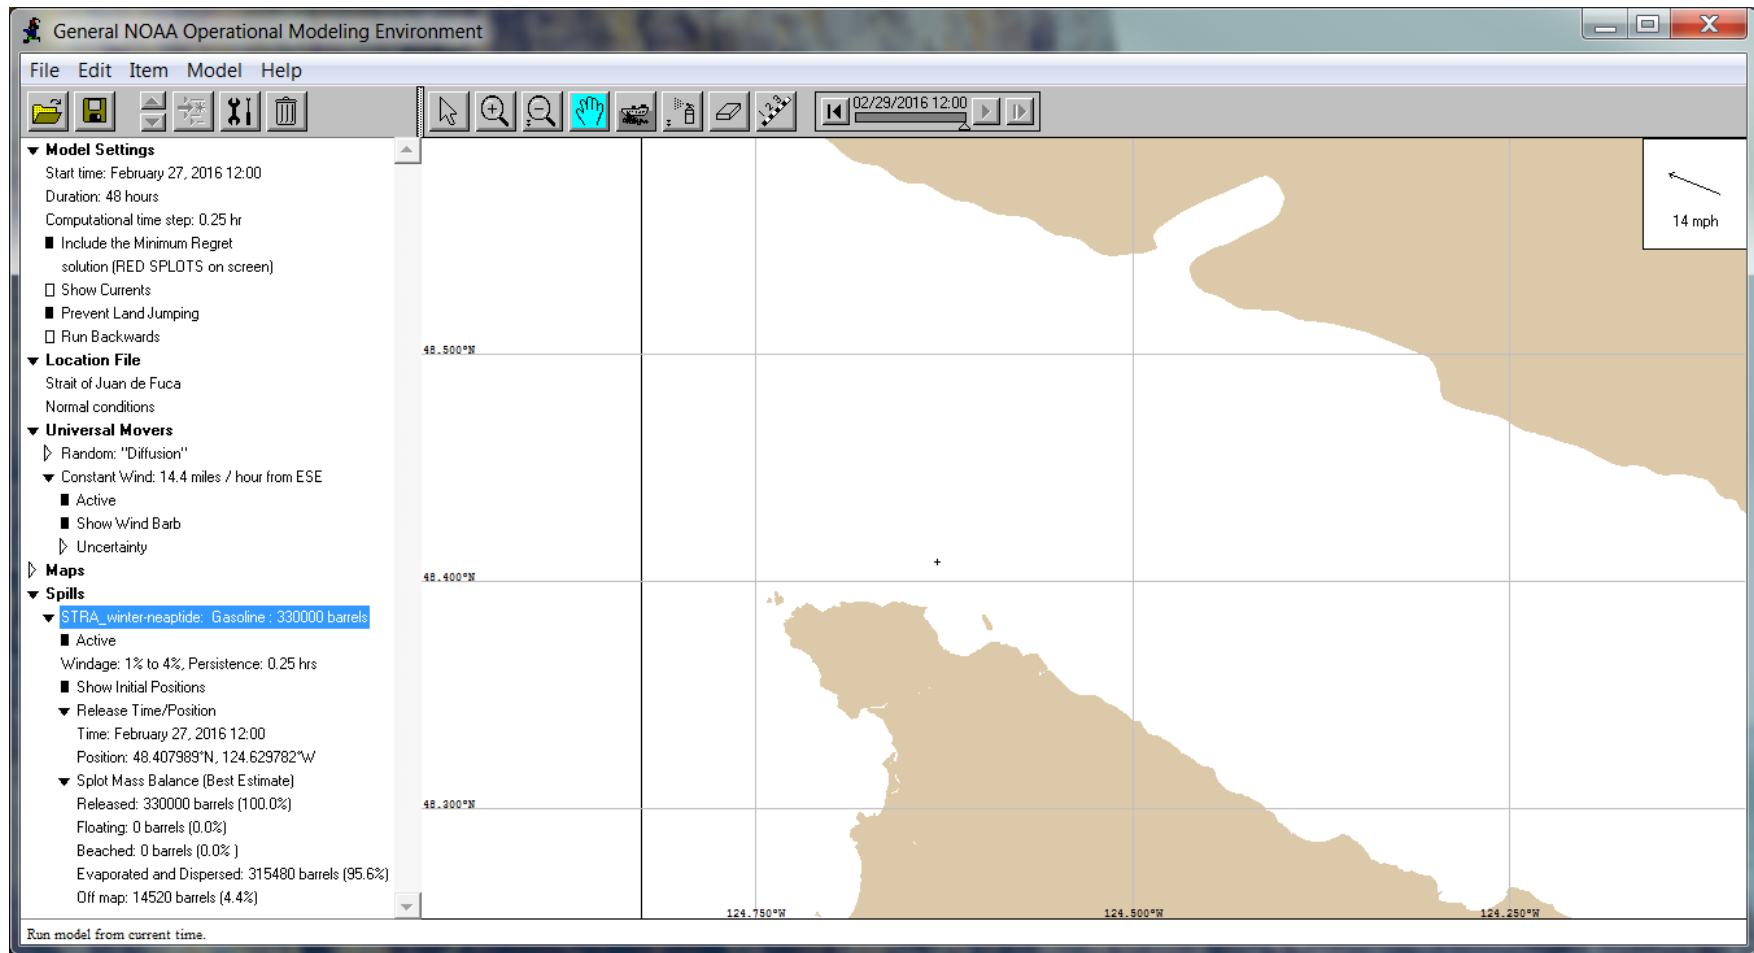 General NOAA Operational Modeling Environment
File Edit Item Model Help
02/29/2016 12:00
Model Settings
Start time: February 27, 2016 12:00
Duration: 48 hours
Computational time step: 0.25 hr
Include the Minimum Regret
solution (RED SPLOTS on screen)
Show Currents
Prevent Land Jumping
Run Backwards
Location File
Strait of Juan de Fuca
Normal conditions
Universal Movers
Random: "Diffusion"
Constant Wind: 14.4 miles / hour from ESE
Active
Show Wind Barb
Uncertainty
Maps
Spills
STRA_winter-neaptide: Gasoline : 330000 barrels
Active
Windage: 1% to 4%, Persistence: 0.25 hrs
Show Initial Positions
Release Time/Position
Time: February 27, 2016 12:00
Position: 48.407989°N, 124.629782°W
Splot Mass Balance (Best Estimate)
Released: 330000 barrels (100.0%)
Floating: 0 barrels (0.0%)
Beached: 0 barrels (0.0% )
Evaporated and Dispersed: 315480 barrels (95.6%)
Off map: 14520 barrels (4.4%)
14 mph
48.500°N
48.400°N
48.300°N
124.750°W 124.500°W 124.250°W
Run model from current time.